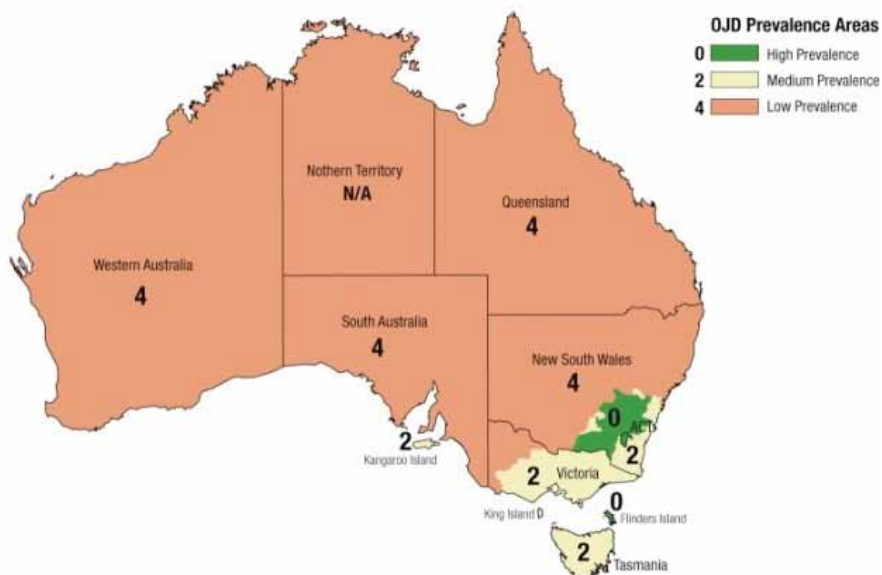 OJD Prevalence Areas
0 High Prevalence
2 Medium Prevalence
4 Low Prevalence
Nothern Territory
N/A
Queensland
4
Western Australia
4
South Australia
4
New South Wales
4
0
ACT
2
2
Kangaroo Island
2 Victoria
0
King Island
Flinders Island
2
Tasmania